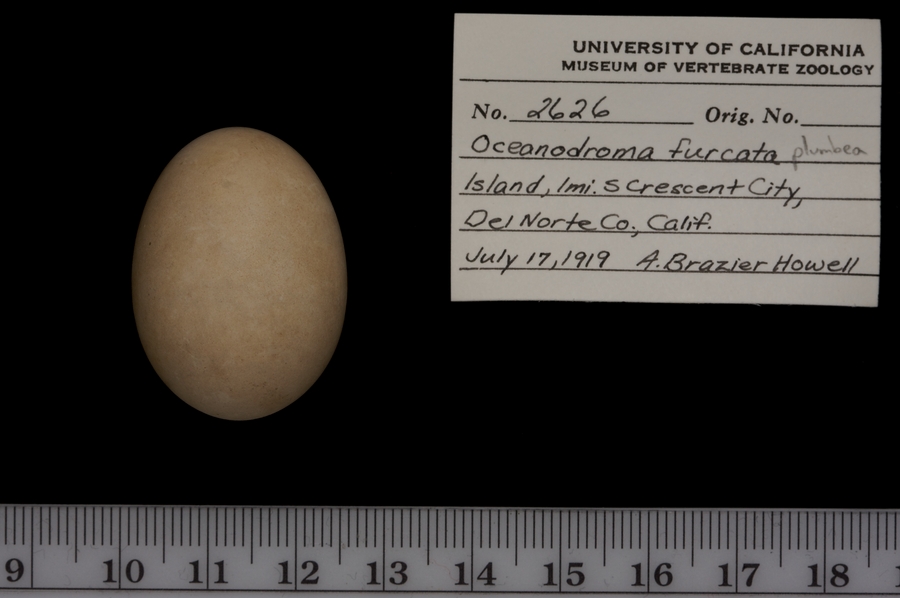 UNIVERSITY OF CALIFORNIA
MUSEUM OF VERTEBRATE ZOOLOGY
No. 2626 Orig. No.
Oceanodroma furcata plumbea
Island, 1mi. S Crescent City,
Del Norte Co., Calif.
July 17, 1919 A. Brazier Howell
9 10 11 12 13 14 15 16 17 18